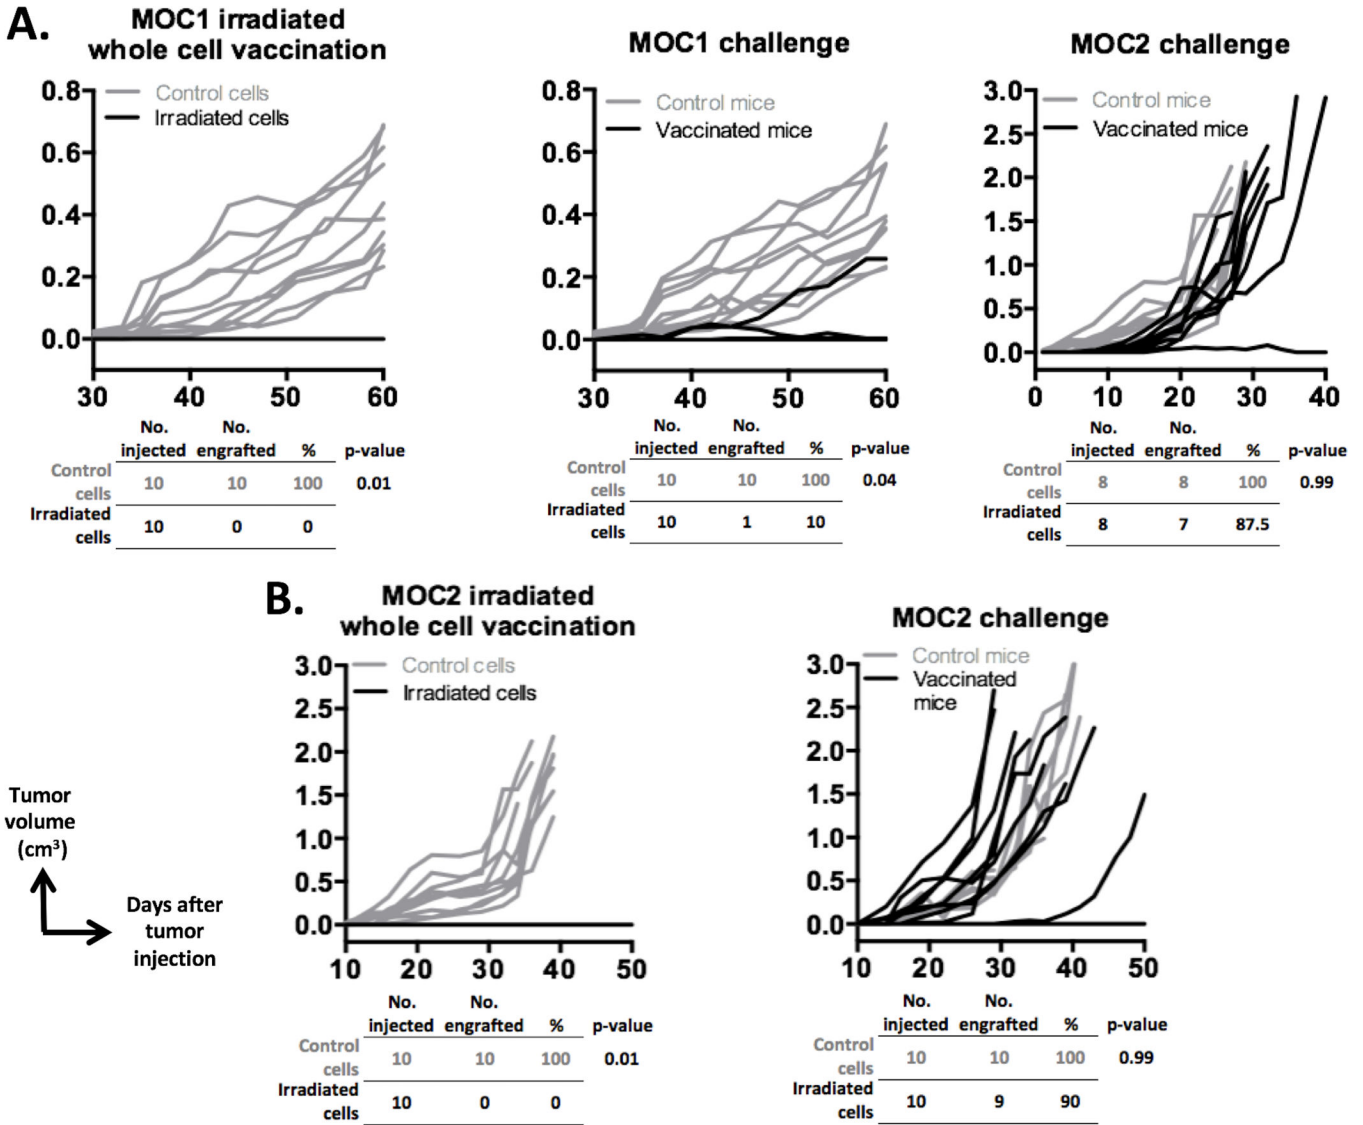 A.
MOC1 irradiated
whole cell vaccination
0.8
0.6
0.4
0.2
0.0
Control cells
Irradiated cells
30 40 50 60
No. No.
injected engrafted % p-value
Control
cells 10 10 100 0.01
Irradiated
cells 10 0 0
MOC1 challenge
0.8
0.6
0.4
0.2
0.0
Control mice
Vaccinated mice
30 40 50 60
No. No.
injected engrafted % p-value
Control
cells 10 10 100 0.04
Irradiated
cells 10 1 10
MOC2 challenge
3.0
2.5
2.0
1.5
1.0
0.5
0.0
Control mice
Vaccinated mice
0 10 20 30 40
No. No.
injected engrafted % p-value
Control
cells 8 8 100 0.99
Irradiated
cells 8 7 87.5
B.
MOC2 irradiated
whole cell vaccination
3.0
2.5
2.0
1.5
1.0
0.5
0.0
Control cells
Irradiated cells
10 20 30 40 50
No. No.
injected engrafted % p-value
Control
cells 10 10 100 0.01
Irradiated
cells 10 0 0
MOC2 challenge
3.0
2.5
2.0
1.5
1.0
0.5
0.0
Control mice
Vaccinated
mice
10 20 30 40 50
No. No.
injected engrafted % p-value
Control
cells 10 10 100 0.99
Irradiated
cells 10 9 90
Tumor
volume
(cm³)
Days after
tumor
injection